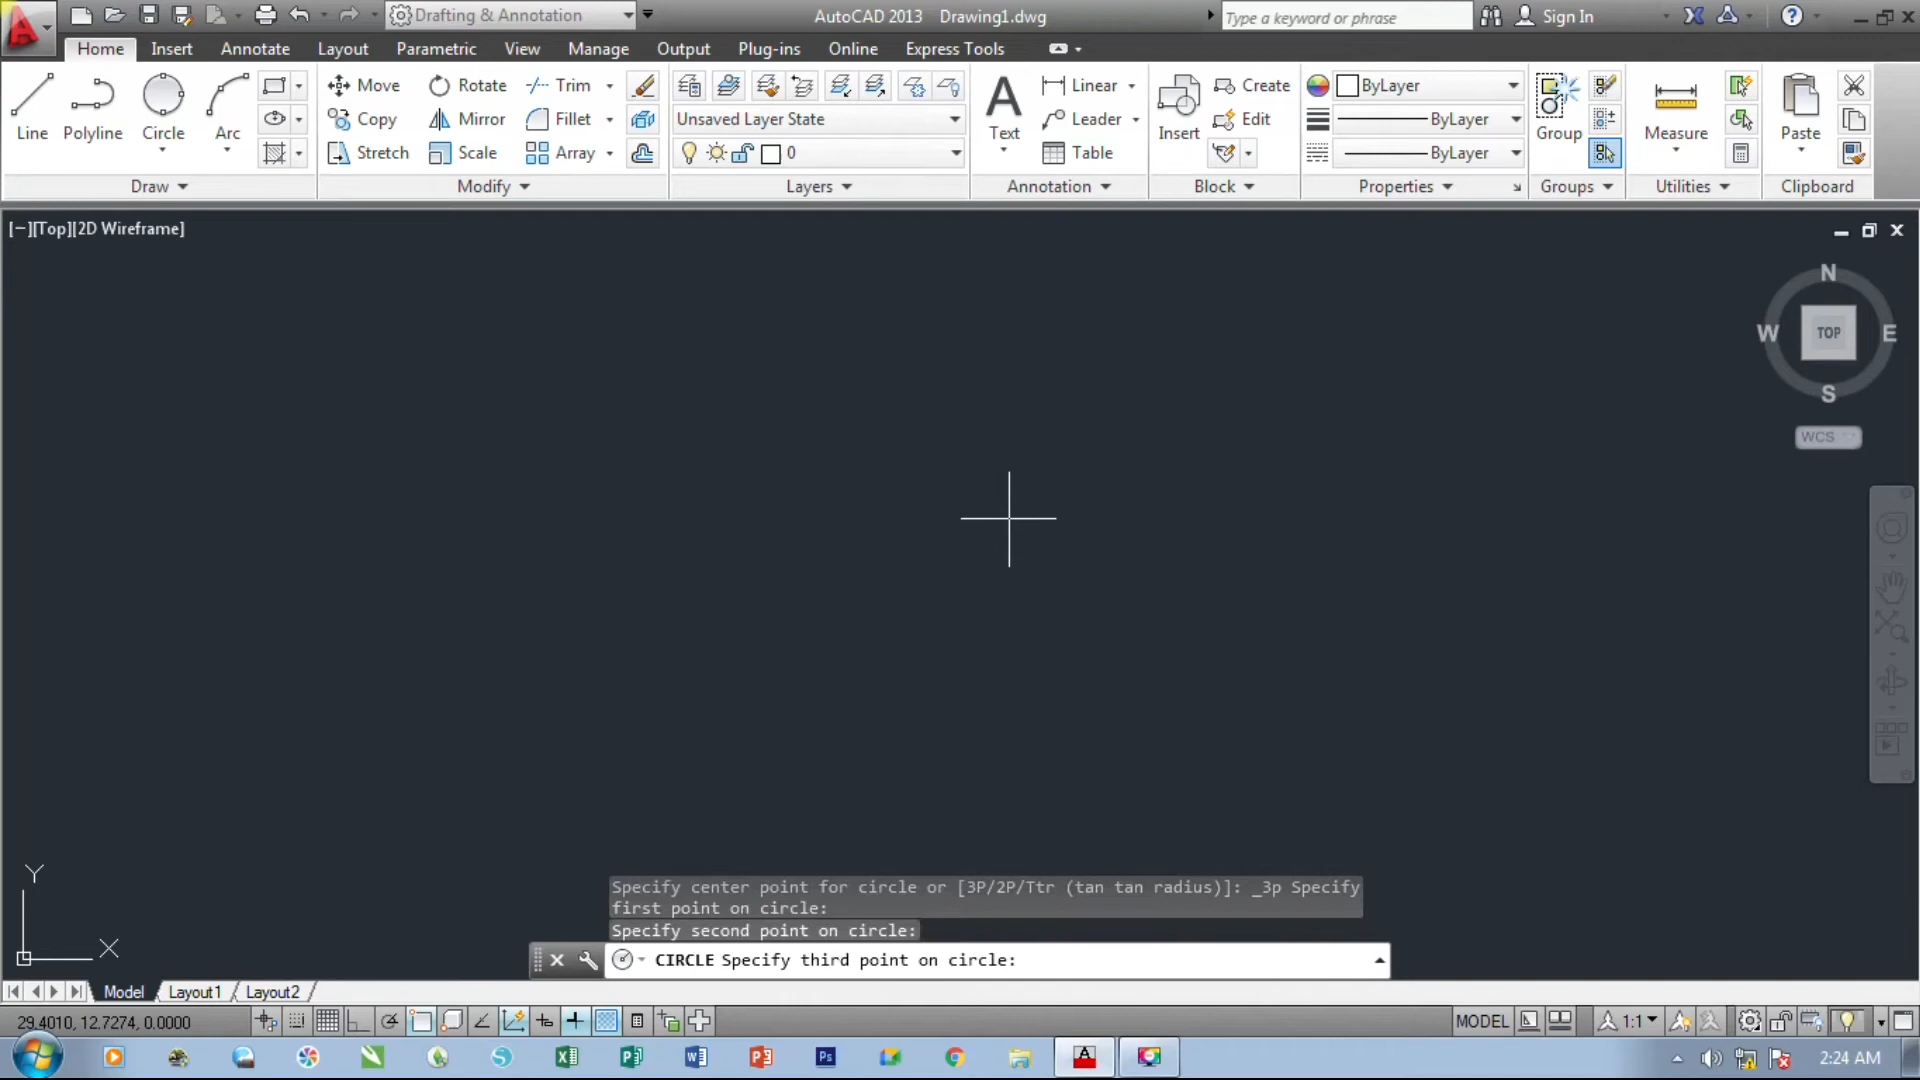 Drafting & Annotation
AutoCAD 2013 Drawing1.dwg
Type a keyword or phrase
Sign In
Home Insert Annotate Layout Parametric View Manage Output Plug-ins Online Express Tools
Line Polyline Circle Arc
Move Rotate Trim
Copy Mirror Fillet
Stretch Scale Array
Unsaved Layer State
0
A
Text
Linear
Leader
Table
Insert
Create
Edit
ByLayer
ByLayer
ByLayer
Group
Measure
Paste
Draw Modify Layers Annotation Block Properties Groups Utilities Clipboard
[−][Top][2D Wireframe]
N
W TOP E
S
WCS
Y
X
Specify center point for circle or [3P/2P/Ttr (tan tan radius)]: _3p Specify
first point on circle:
Specify second point on circle:
CIRCLE Specify third point on circle:
Model Layout1 Layout2
29.4010, 12.7274, 0.0000
MODEL
1:1
Ps
2:24 AM